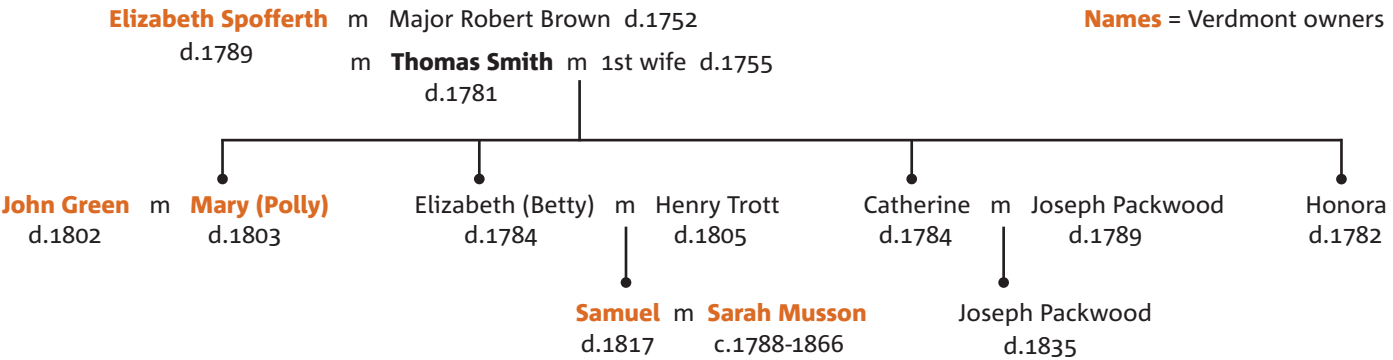 Elizabeth Spofferth m Major Robert Brown d.1752 Names = Verdmont owners
d.1789
m Thomas Smith m 1st wife d.1755
d.1781
John Green m Mary (Polly) Elizabeth (Betty) m Henry Trott Catherine m Joseph Packwood Honora
d.1802 d.1803 d.1784 d.1805 d.1784 d.1789 d.1782
Samuel m Sarah Musson Joseph Packwood
d.1817 c.1788-1866 d.1835